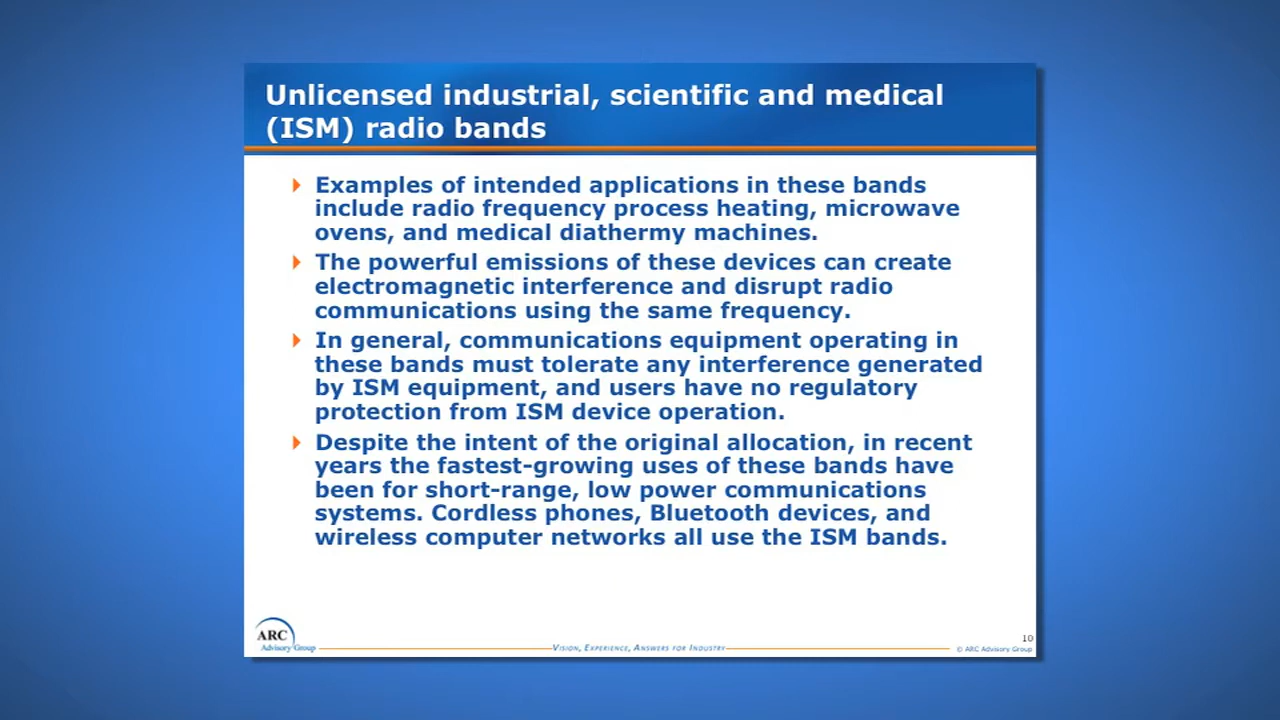 Unlicensed industrial, scientific and medical
(ISM) radio bands
Examples of intended applications in these bands
include radio frequency process heating, microwave
ovens, and medical diathermy machines.
The powerful emissions of these devices can create
electromagnetic interference and disrupt radio
communications using the same frequency.
In general, communications equipment operating in
these bands must tolerate any interference generated
by ISM equipment, and users have no regulatory
protection from ISM device operation.
Despite the intent of the original allocation, in recent
years the fastest-growing uses of these bands have
been for short-range, low power communications
systems. Cordless phones, Bluetooth devices, and
wireless computer networks all use the ISM bands.
ARC
Advisory Group
VISION, EXPERIENCE, ANSWERS FOR INDUSTRY
10
© ARC Advisory Group